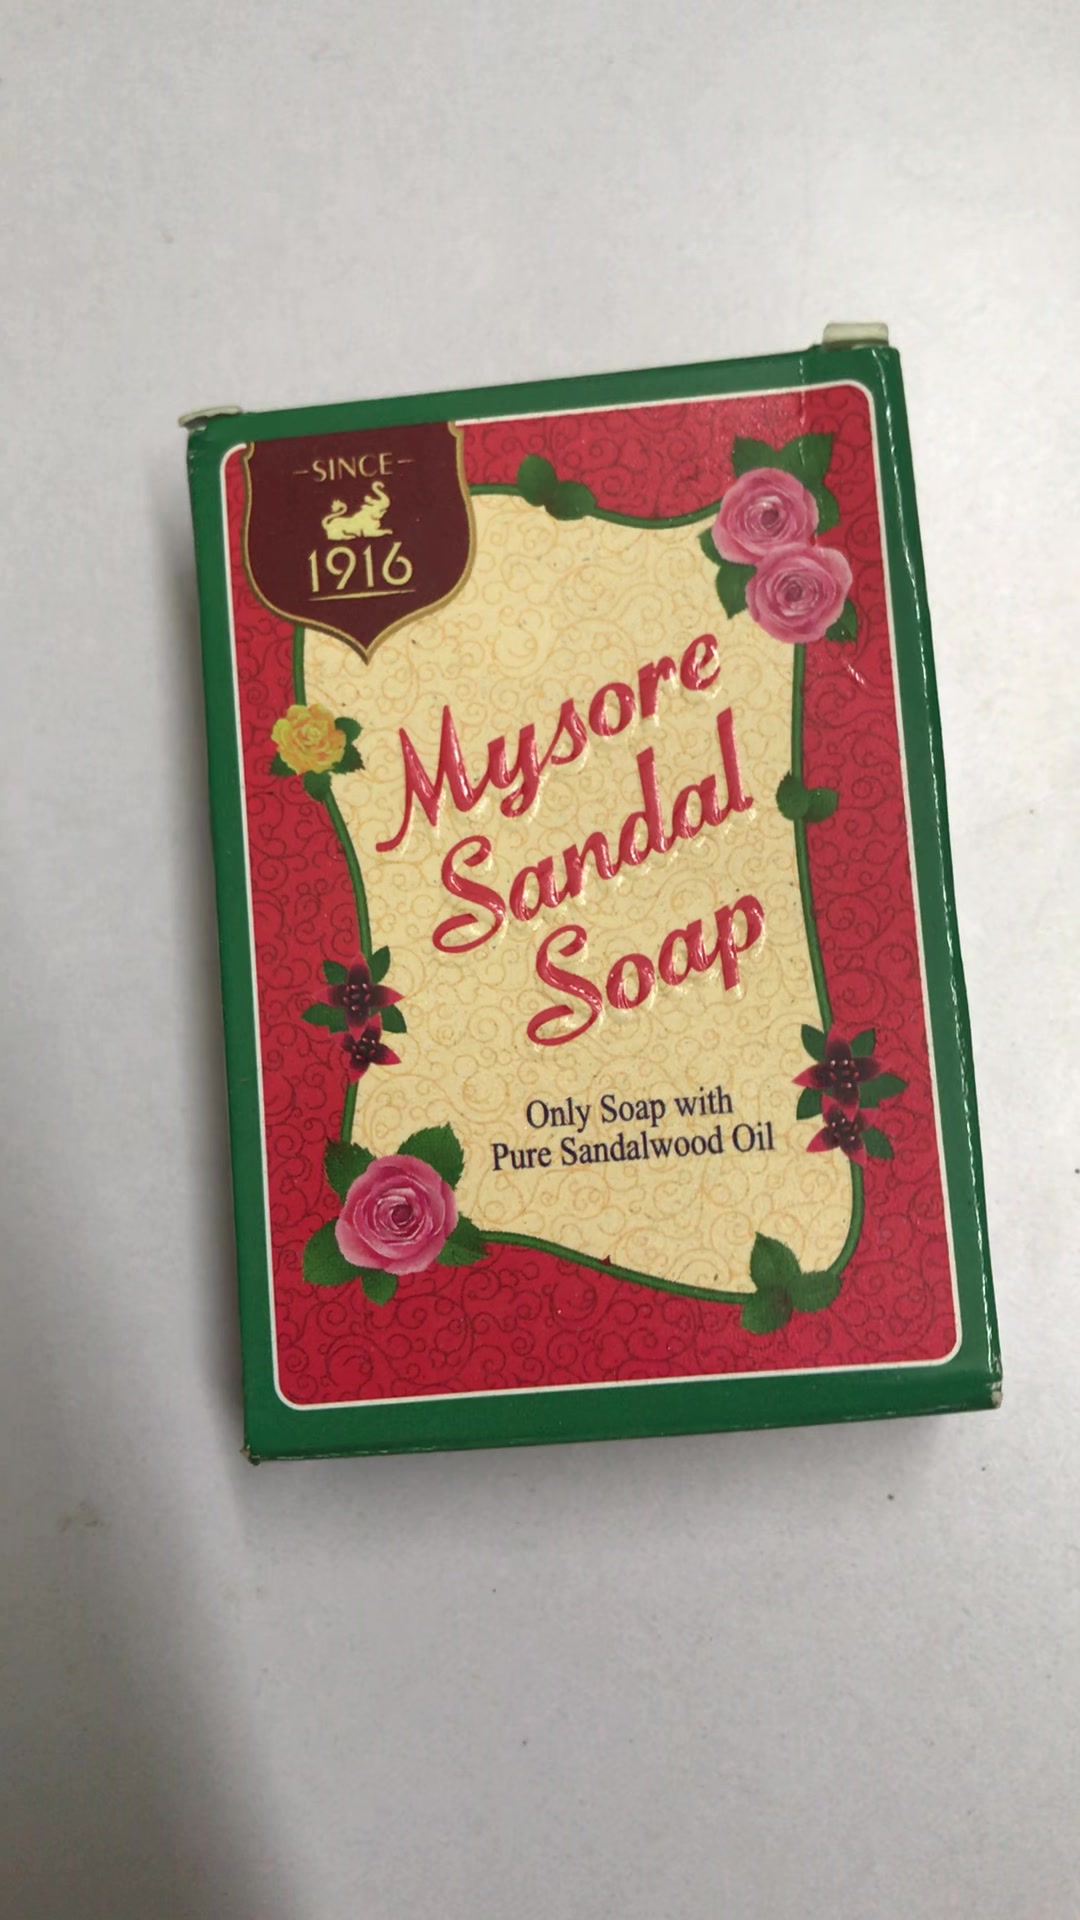 -SINCE-
1916
Mysore
Sandal
Soap
Only Soap with
Pure Sandalwood Oil